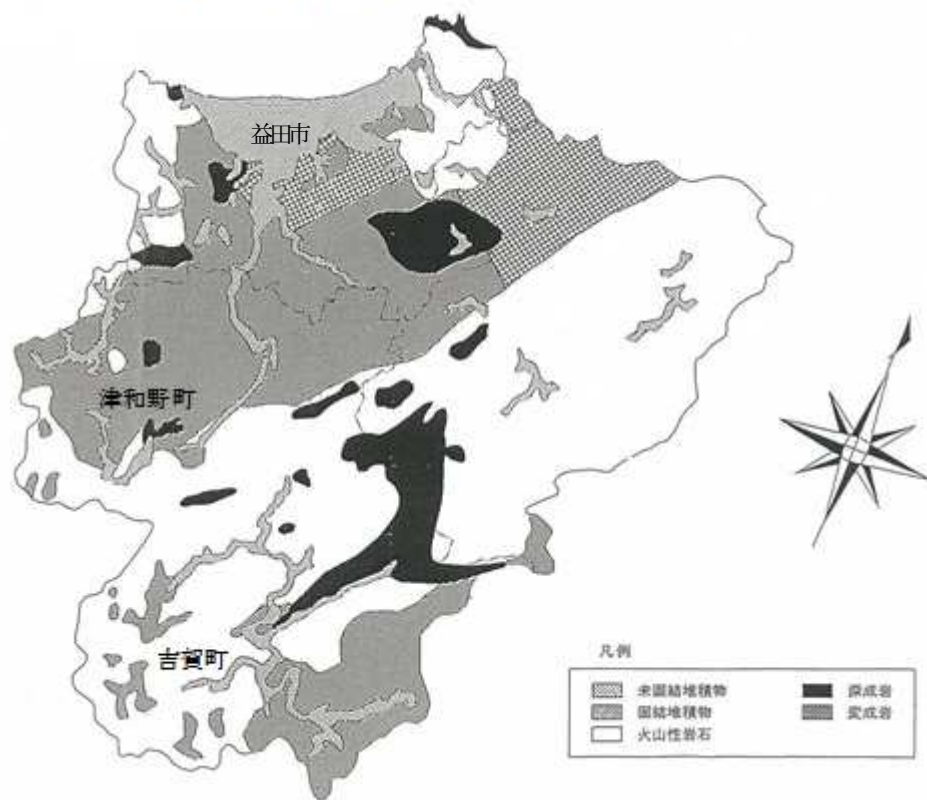 益田市
津和野町
吉賀町
凡例
未固結堆積物
固結堆積物
火山性岩石
深成岩
変成岩